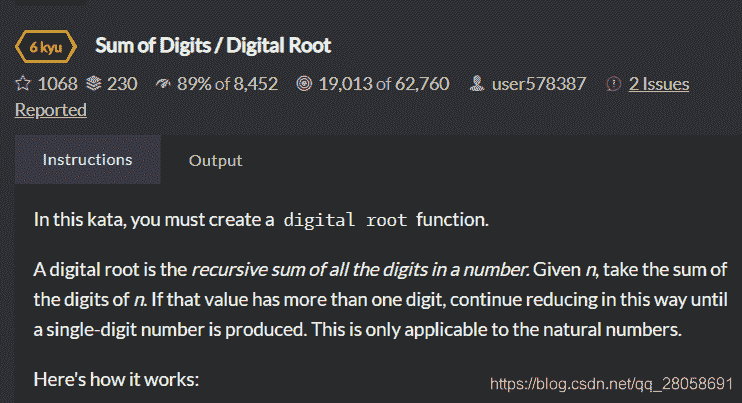 6 kyu Sum of Digits / Digital Root
1068 230 89% of 8,452 19,013 of 62,760 user578387 2 Issues
Reported
Instructions Output
In this kata, you must create a digital root function.
A digital root is the recursive sum of all the digits in a number. Given n, take the sum of
the digits of n. If that value has more than one digit, continue reducing in this way until
a single-digit number is produced. This is only applicable to the natural numbers.
Here's how it works:
https://blog.csdn.net/qq_28058691